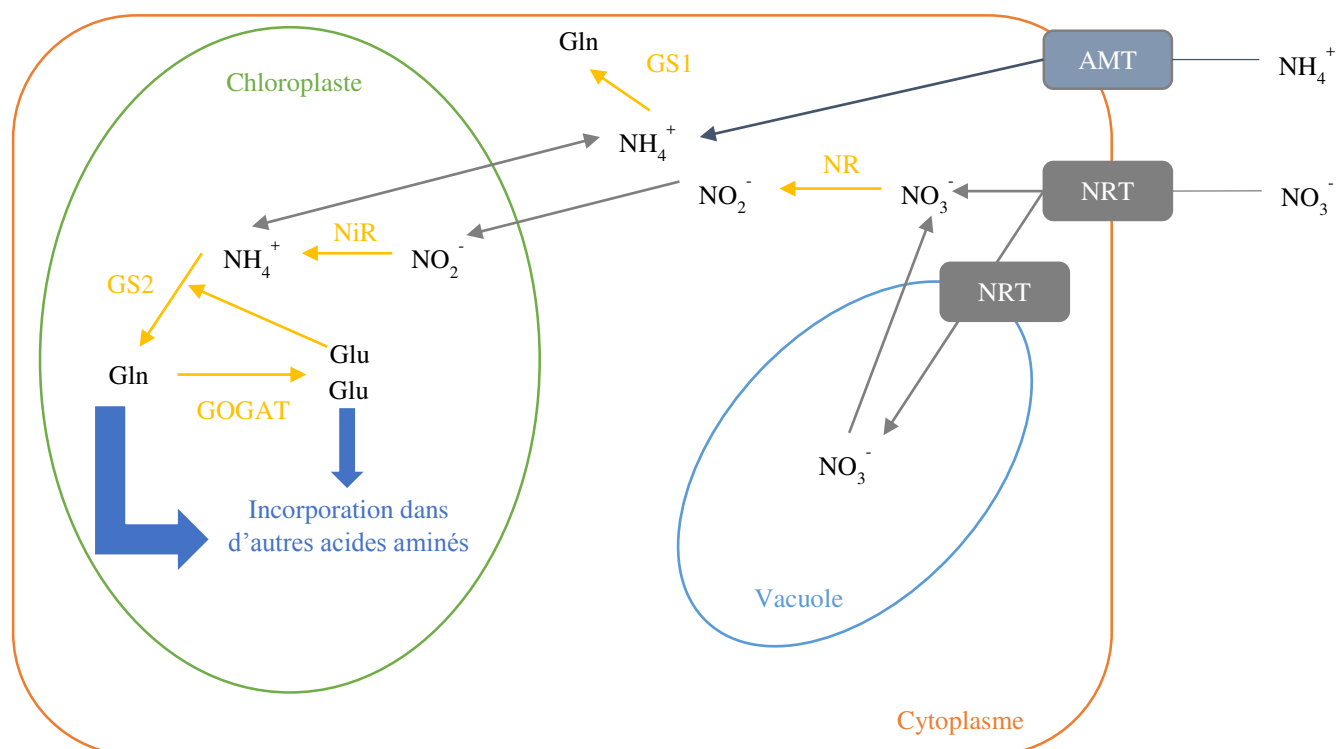 Gln
GS1
AMT
NH₄⁺
Chloroplaste
NH₄⁺
NR
NO₂⁻
NO₃⁻
NRT
NO₃⁻
NiR
NH₄⁺
NO₂⁻
GS2
NRT
Glu
Gln
Glu
GOGAT
NO₃⁻
Incorporation dans
d’autres acides aminés
Vacuole
Cytoplasme